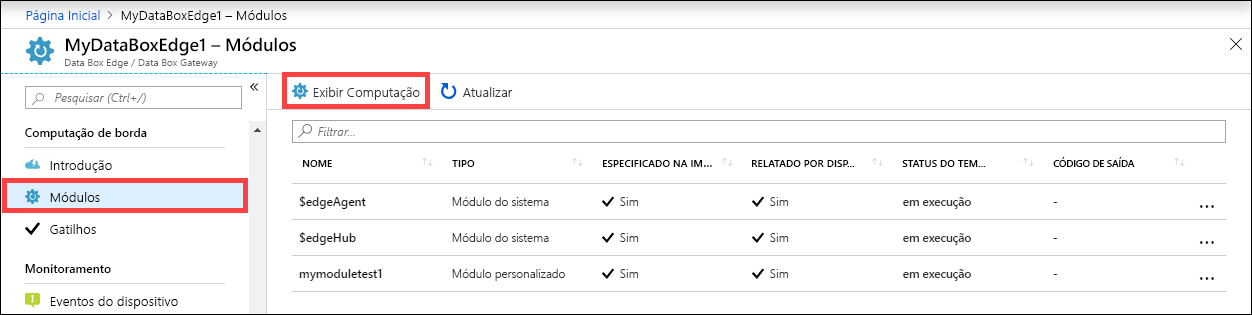 Página Inicial > MyDataBoxEdge1 – Módulos
MyDataBoxEdge1 – Módulos
Data Box Edge / Data Box Gateway
Pesquisar (Ctrl+/)
Computação de borda
Introdução
Módulos
Gatilhos
Monitoramento
Eventos do dispositivo
Exibir Computação Atualizar
Filtrar...
NOME TIPO ESPECIFICADO NA IM... RELATADO POR DISP... STATUS DO TEM... CÓDIGO DE SAÍDA
$edgeAgent Módulo do sistema Sim Sim em execução - ...
$edgeHub Módulo do sistema Sim Sim em execução - ...
mymoduletest1 Módulo personalizado Sim Sim em execução - ...